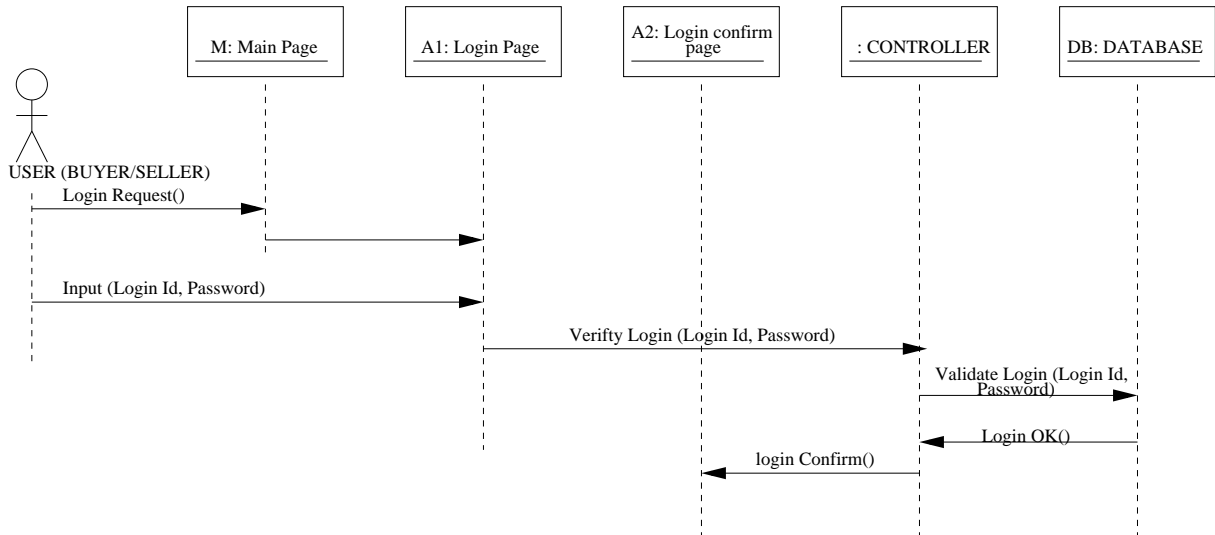 M: Main Page
A1: Login Page
A2: Login confirm
page
: CONTROLLER
DB: DATABASE
USER (BUYER/SELLER)
Login Request()
Input (Login Id, Password)
Verifty Login (Login Id, Password)
Validate Login (Login Id,
Password)
Login OK()
login Confirm()